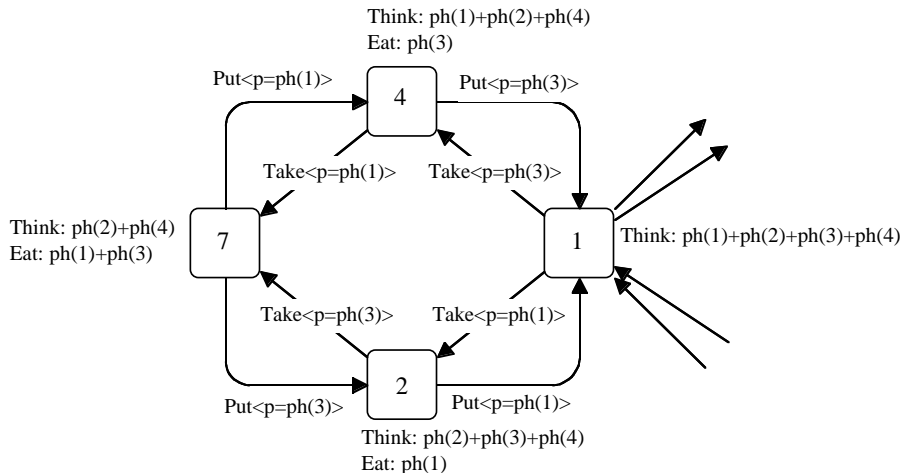 Think: ph(1)+ph(2)+ph(4)
Eat: ph(3)
Put<p=ph(1)>
4
Put<p=ph(3)>
Take<p=ph(1)>
Take<p=ph(3)>
Think: ph(2)+ph(4)
Eat: ph(1)+ph(3)
7
1
Think: ph(1)+ph(2)+ph(3)+ph(4)
Take<p=ph(3)>
Take<p=ph(1)>
Put<p=ph(3)>
2
Put<p=ph(1)>
Think: ph(2)+ph(3)+ph(4)
Eat: ph(1)